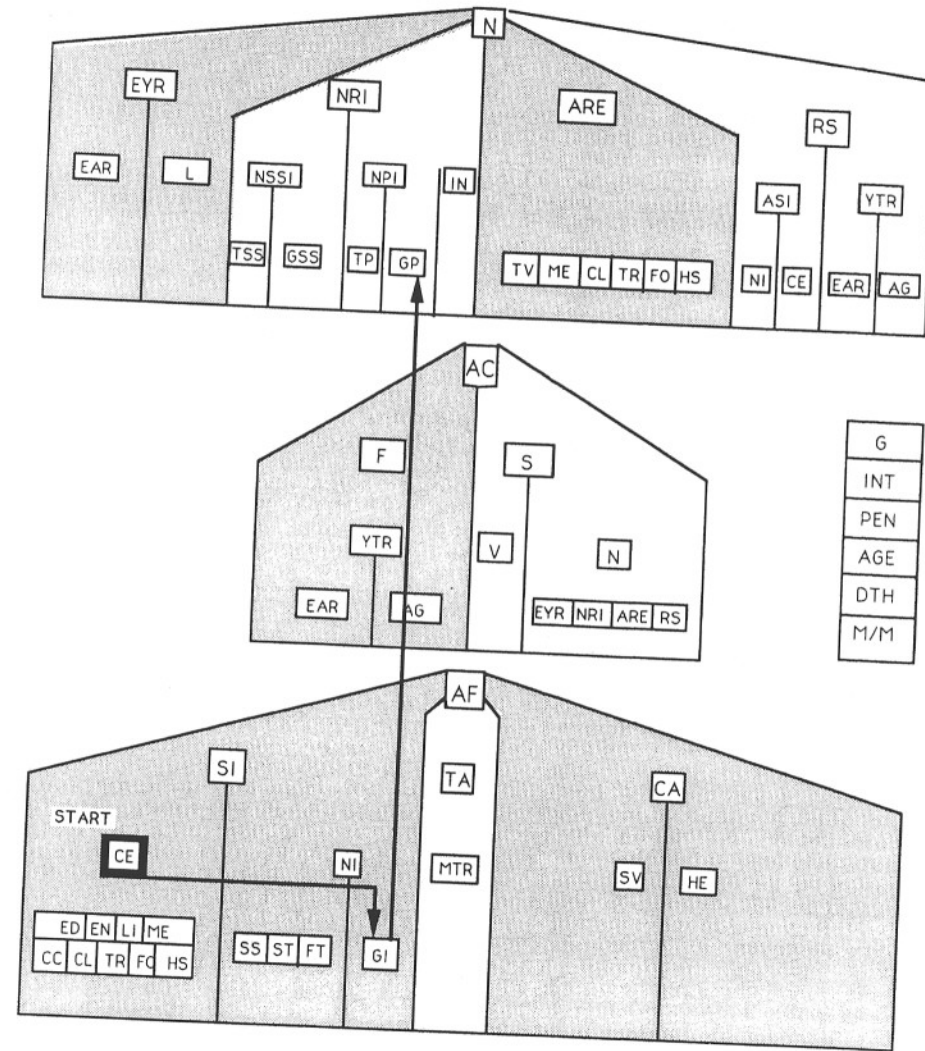 N
EYR
NRI
ARE
RS
EAR
L
NSSI
NPI
IN
ASI
YTR
TSS
GSS
TP
GP
TV ME CL TR FO HS
NI
CE
EAR
AG
AC
F
S
YTR
V
N
EAR
AG
EYR NRI ARE RS
G
INT
PEN
AGE
DTH
M/M
AF
SI
TA
CA
START
CE
NI
MTR
SV
HE
ED EN LI ME
CC CL TR FO HS
SS ST FT
GI